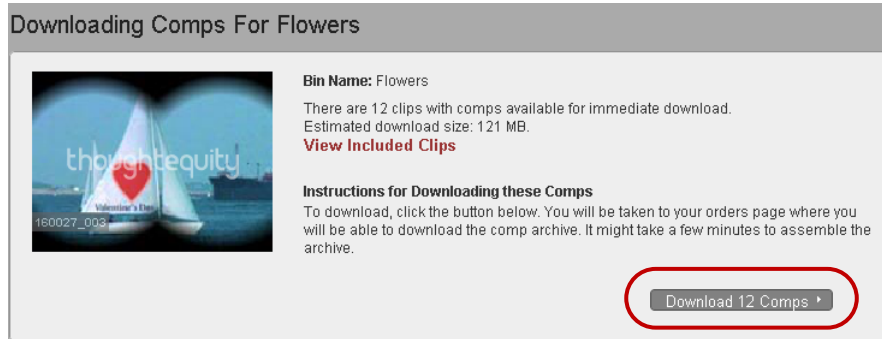 Downloading Comps For Flowers
Bin Name: Flowers
There are 12 clips with comps available for immediate download.
Estimated download size: 121 MB.
View Included Clips
thoughtequity
Valentine's Day
160027_003
Instructions for Downloading these Comps
To download, click the button below. You will be taken to your orders page where you
will be able to download the comp archive. It might take a few minutes to assemble the
archive.
Download 12 Comps